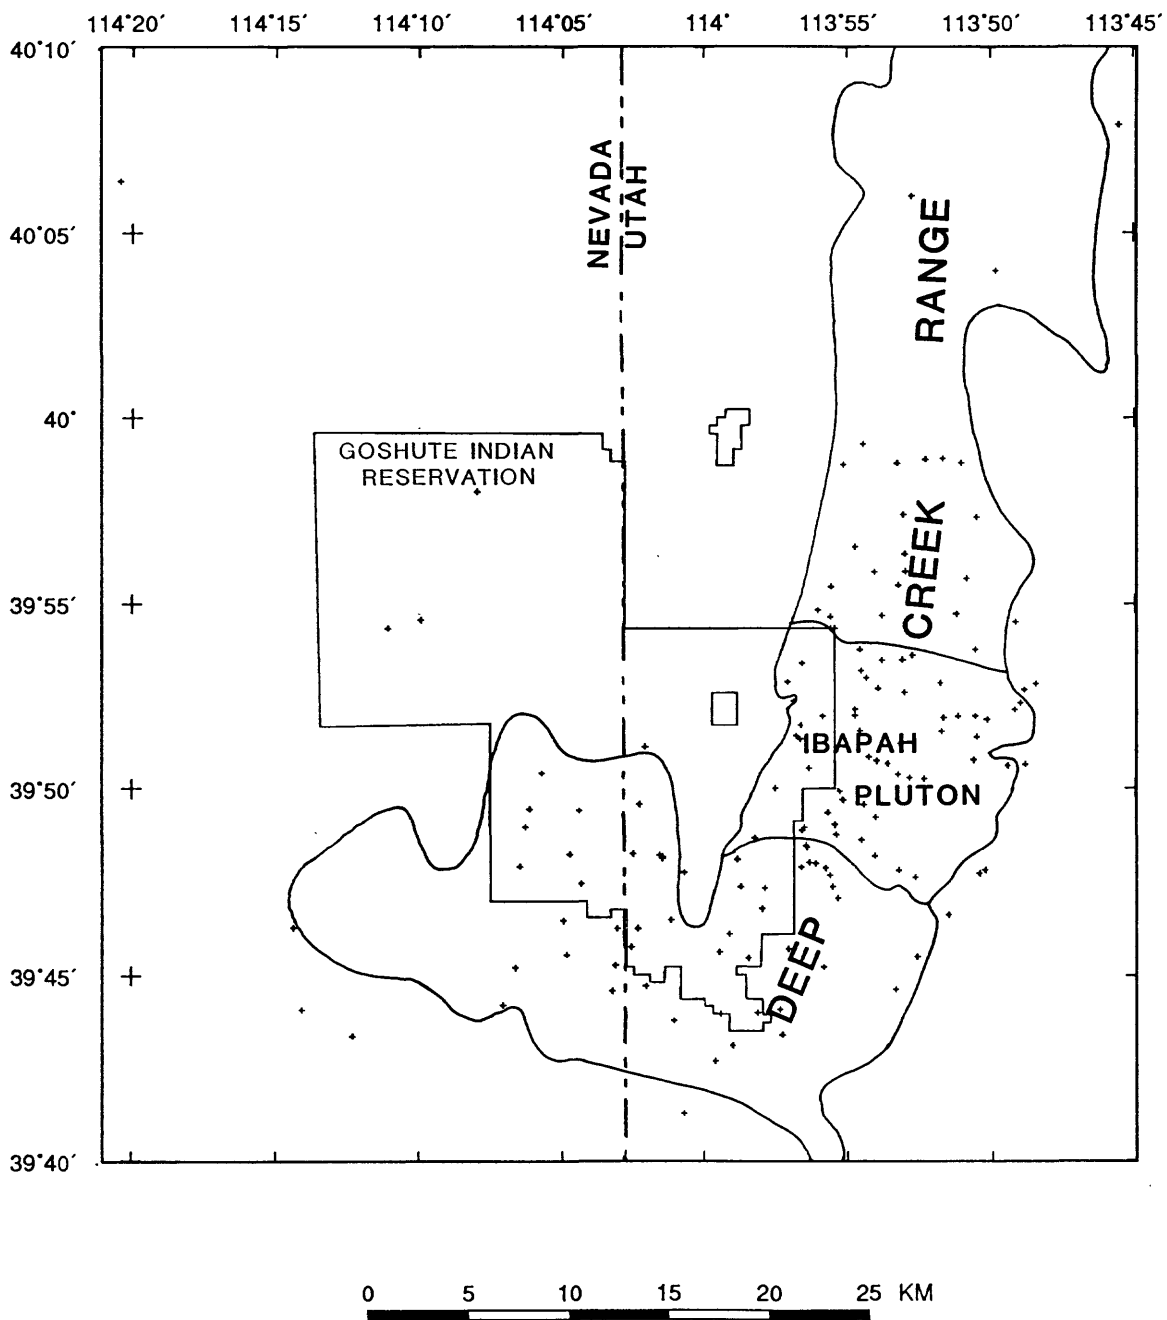 114°20′ 114°15′ 114°10′ 114°05′ 114° 113°55′ 113°50′ 113°45′
40°10′
NEVADA
UTAH
40°05′
RANGE
40°
GOSHUTE INDIAN
RESERVATION
CREEK
39°55′
IBAPAH
39°50′
PLUTON
DEEP
39°45′
39°40′
0 5 10 15 20 25 KM